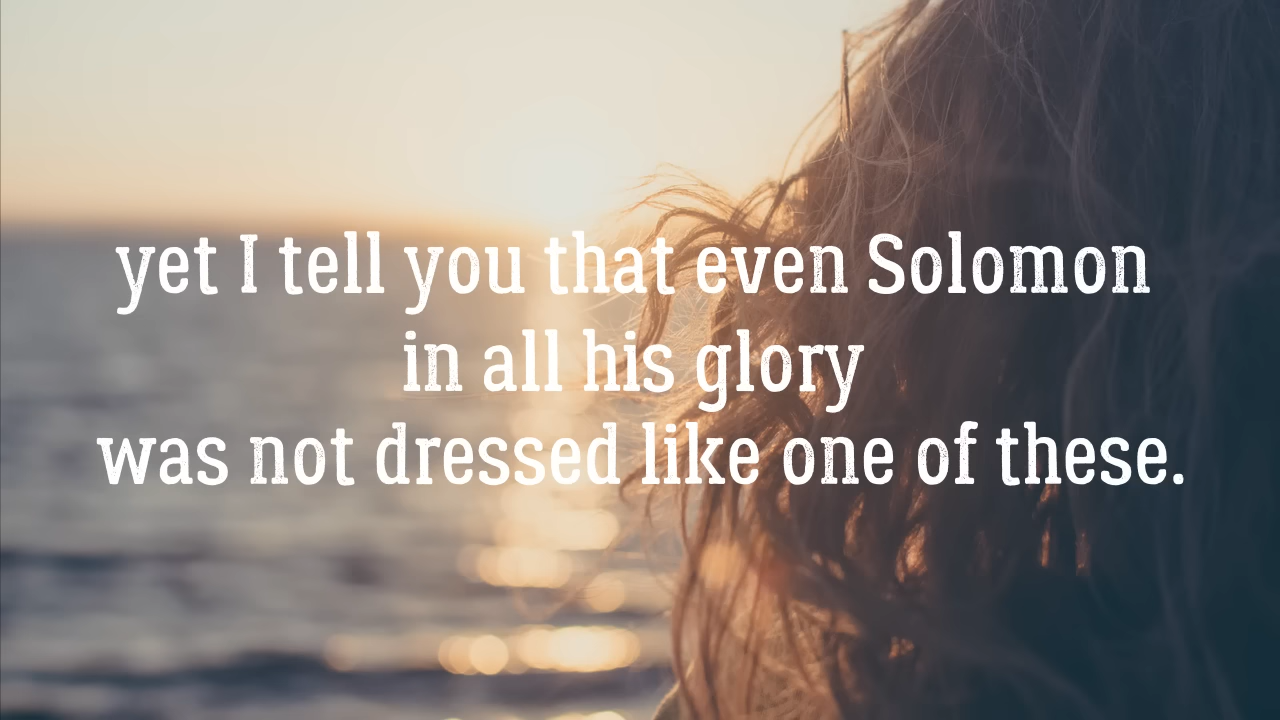 yet I tell you that even Solomon
in all his glory
was not dressed like one of these.